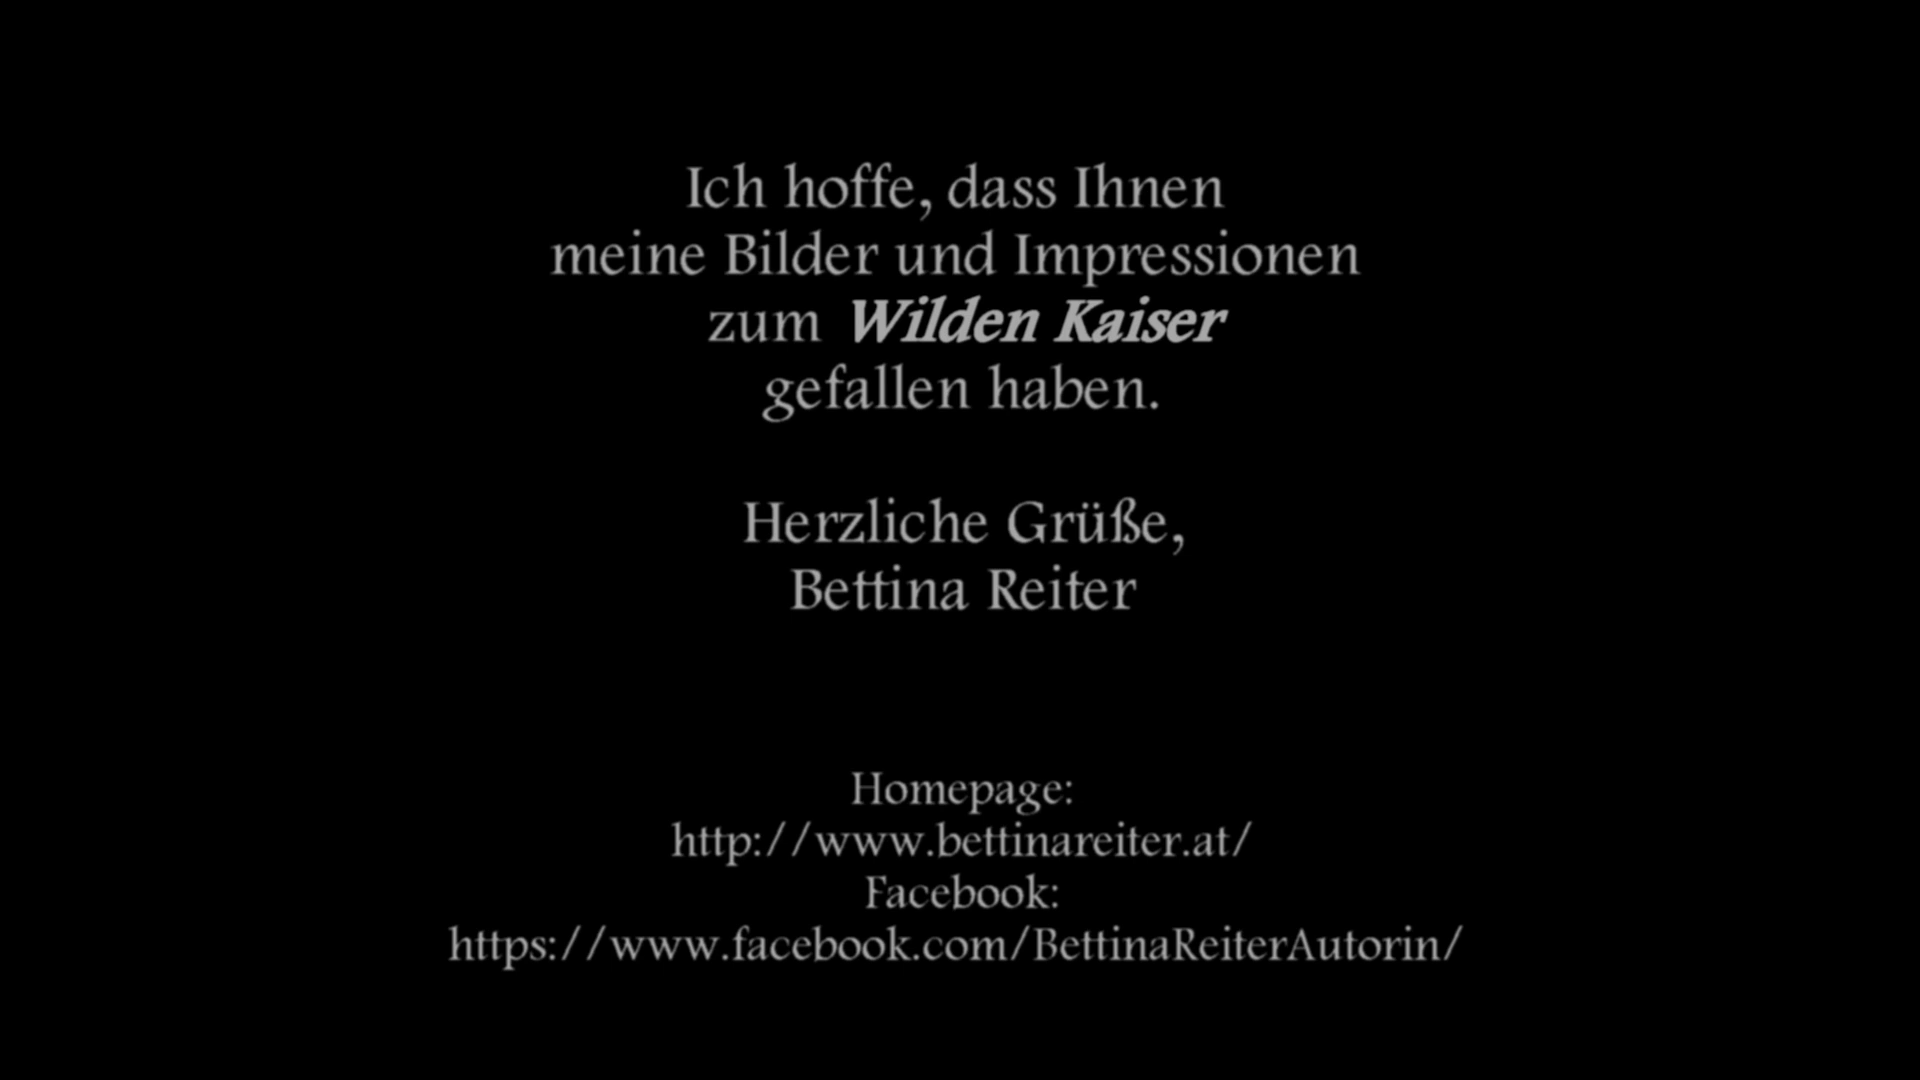 Ich hoffe, dass Ihnen
meine Bilder und Impressionen
zum Wilden Kaiser
gefallen haben.
Herzliche Grüße,
Bettina Reiter
Homepage:
http://www.bettinareiter.at/
Facebook:
https://www.facebook.com/BettinaReiterAutorin/